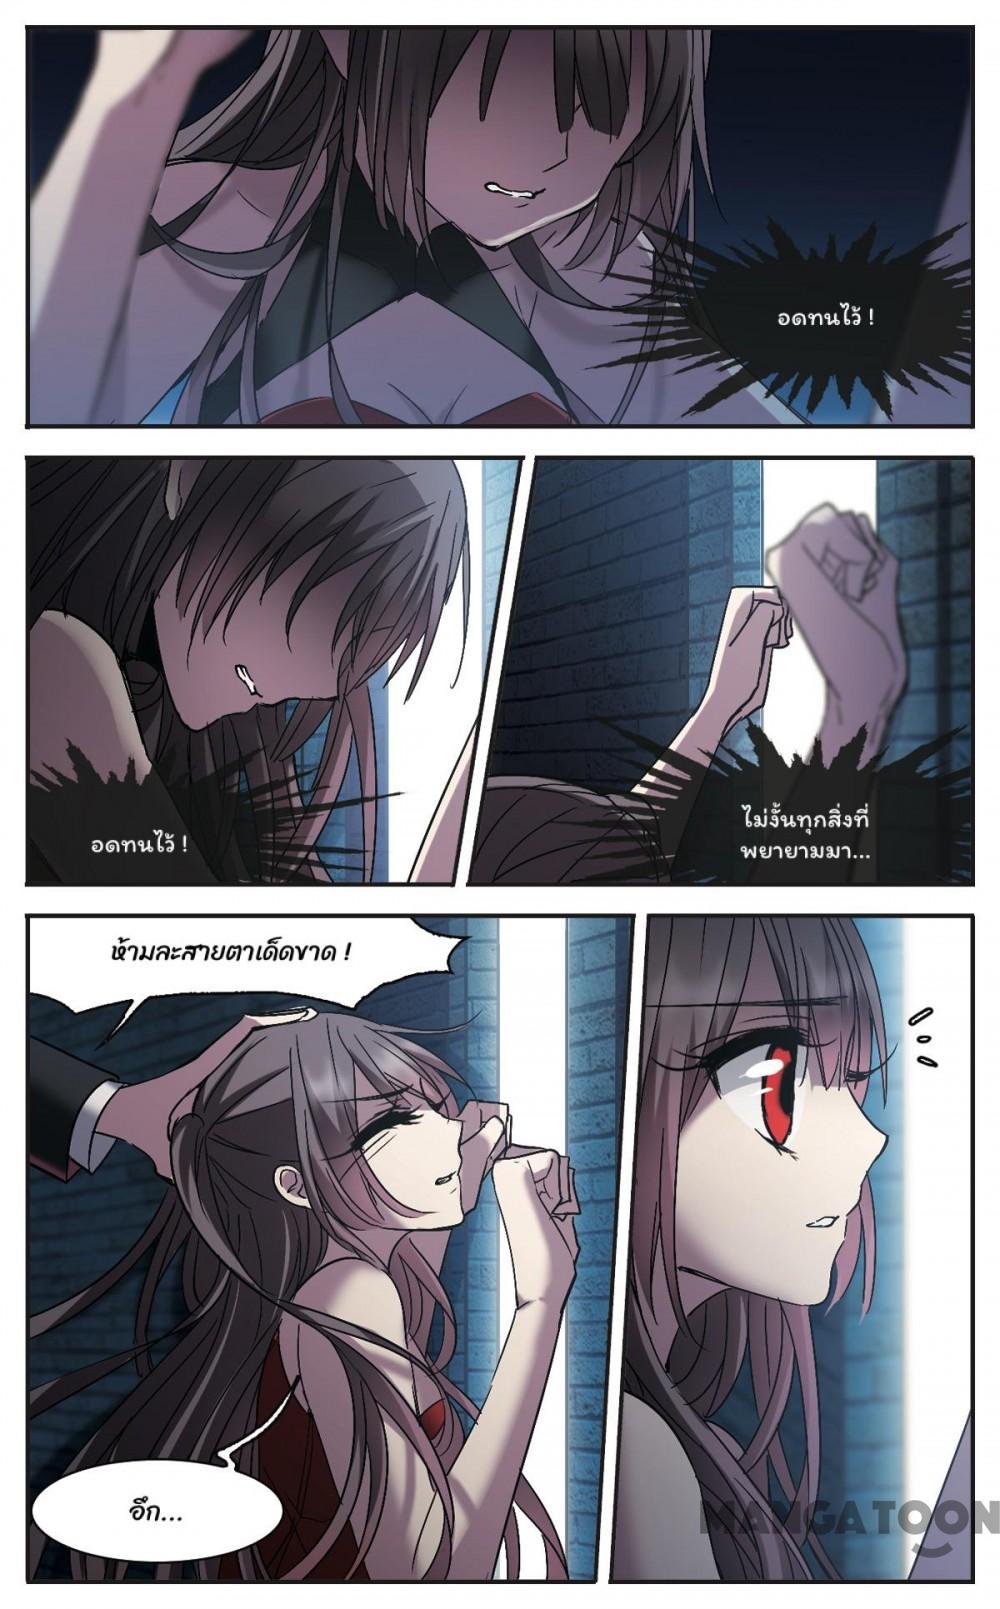 อดทนไว้ !
อดทนไว้ !
ไม่งั้นทุกสิ่งที่
พยายามมา...
ห้ามละสายตาเด็ดขาด !
อึก...
MANGATOON